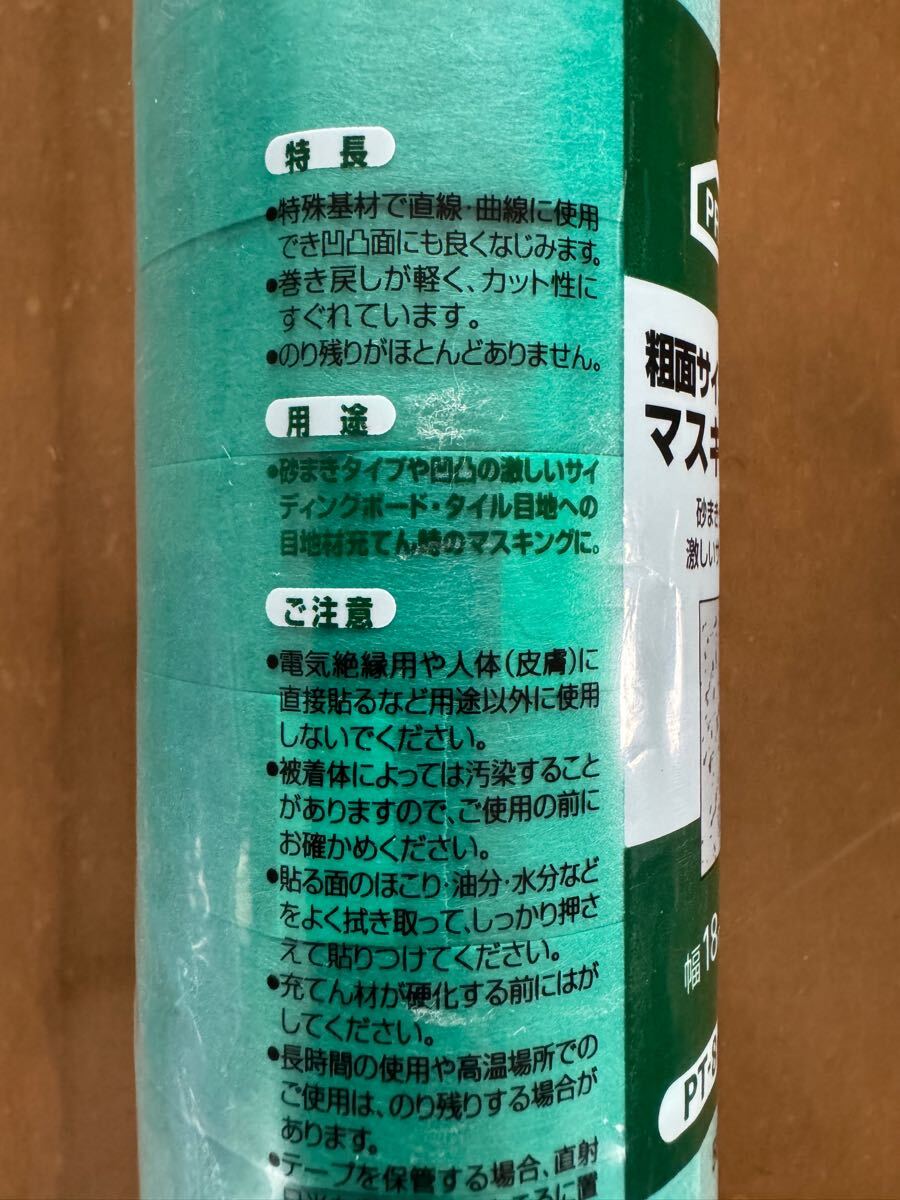 特長
•特殊基材で直線・曲線に使用
でき凹凸面にも良くなじみます。
•巻き戻しが軽く、カット性に
すぐれています。
•のり残りがほとんどありません。
用途
•砂まきタイプや凹凸の激しいサイ
ディングボード・タイル目地への
目地材充てん時のマスキングに。
ご注意
•電気絶縁用や人体(皮膚)に
直接貼るなど用途以外に使用
しないでください。
•被着体によっては汚染すること
がありますので、ご使用の前に
お確かめください。
•貼る面のほこり・油分・水分など
をよく拭き取って、しっかり押さ
えて貼りつけてください。
•充てん材が硬化する前にはが
してください。
•長時間の使用や高温場所での
ご使用は、のり残りする場合が
あります。
•テープを保管する場合、直射
粗面サイ
マスキ
砂ま
激しい
幅18
PT-8